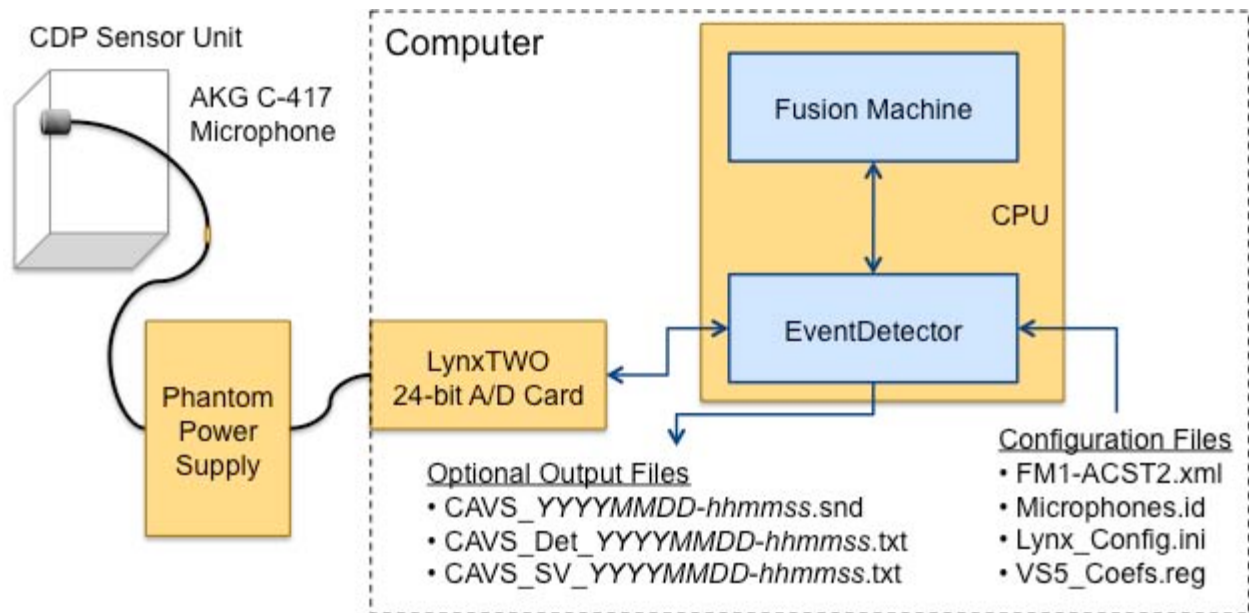 CDP Sensor Unit
AKG C-417
Microphone
Computer
Fusion Machine
CPU
EventDetector
LynxTWO
24-bit A/D Card
Phantom
Power
Supply
Optional Output Files
• CAVS_YYYYMMDD-hhmmss.snd
• CAVS_Det_YYYYMMDD-hhmmss.txt
• CAVS_SV_YYYYMMDD-hhmmss.txt
Configuration Files
• FM1-ACST2.xml
• Microphones.id
• Lynx_Config.ini
• VS5_Coefs.reg